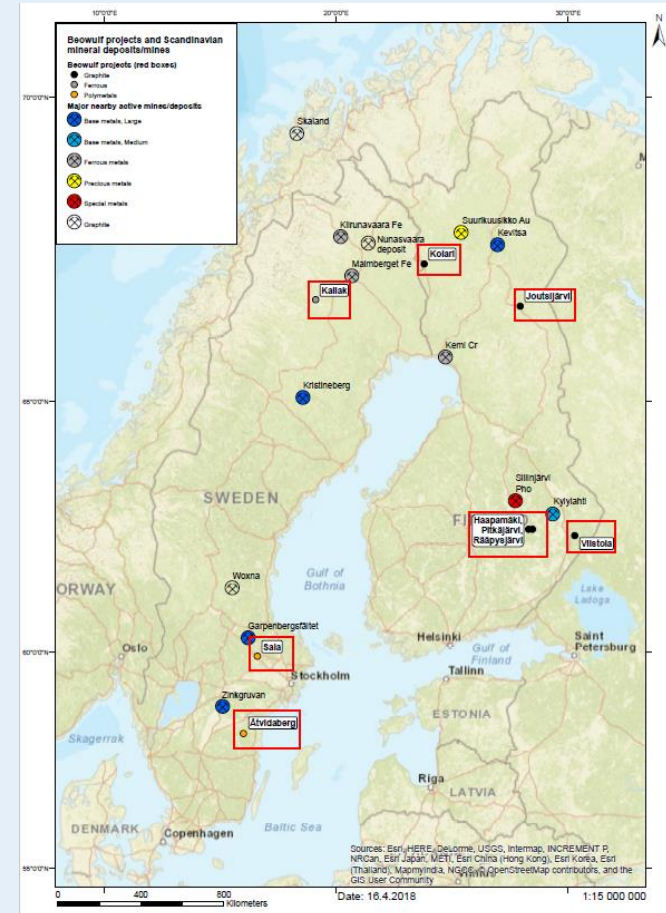 10°0'0"E
20°0'0"E
30°0'0"E
N
Beowulf projects and Scandinavian
mineral deposits/mines
Beowulf projects (red boxes)
Graphite
Ferrous
Polymetals
Major nearby active mines/deposits
Base metals, Large
Base metals, Medium
Ferrous metals
Precious metals
Special metals
Graphite
70°0'0"N
65°0'0"N
60°0'0"N
55°0'0"N
Skaland
Kiirunavaara Fe
Nunasvaara
deposit
Malmberget Fe
Suurikuusikko Au
Kevitsa
Kolari
Kallak
Joutsijärvi
Kemi Cr
Kristineberg
SWEDEN
Siilinjärvi
Pho
Kylylahti
Haapamäki,
Pitkäjärvi,
Rääpysjärvi
Viistola
Woxna
Gulf of
Bothnia
ORWAY
Lake
Ladoga
Garpenbergsfältet
Sala
Oslo
Helsinki
Gulf of
Finland
Saint
Petersburg
Stockholm
Tallinn
Zinkgruvan
Åtvidaberg
ESTONIA
Skagerrak
Riga
LATVIA
DENMARK
Copenhagen
Baltic Sea
Sources: Esri, HERE, DeLorme, USGS, Intermap, INCREMENT P,
NRCan, Esri Japan, METI, Esri China (Hong Kong), Esri Korea, Esri
(Thailand), MapmyIndia, NGCC, © OpenStreetMap contributors, and the
GIS User Community
Vilnius
0 400 800
Kilometers
Date: 16.4.2018
1:15 000 000